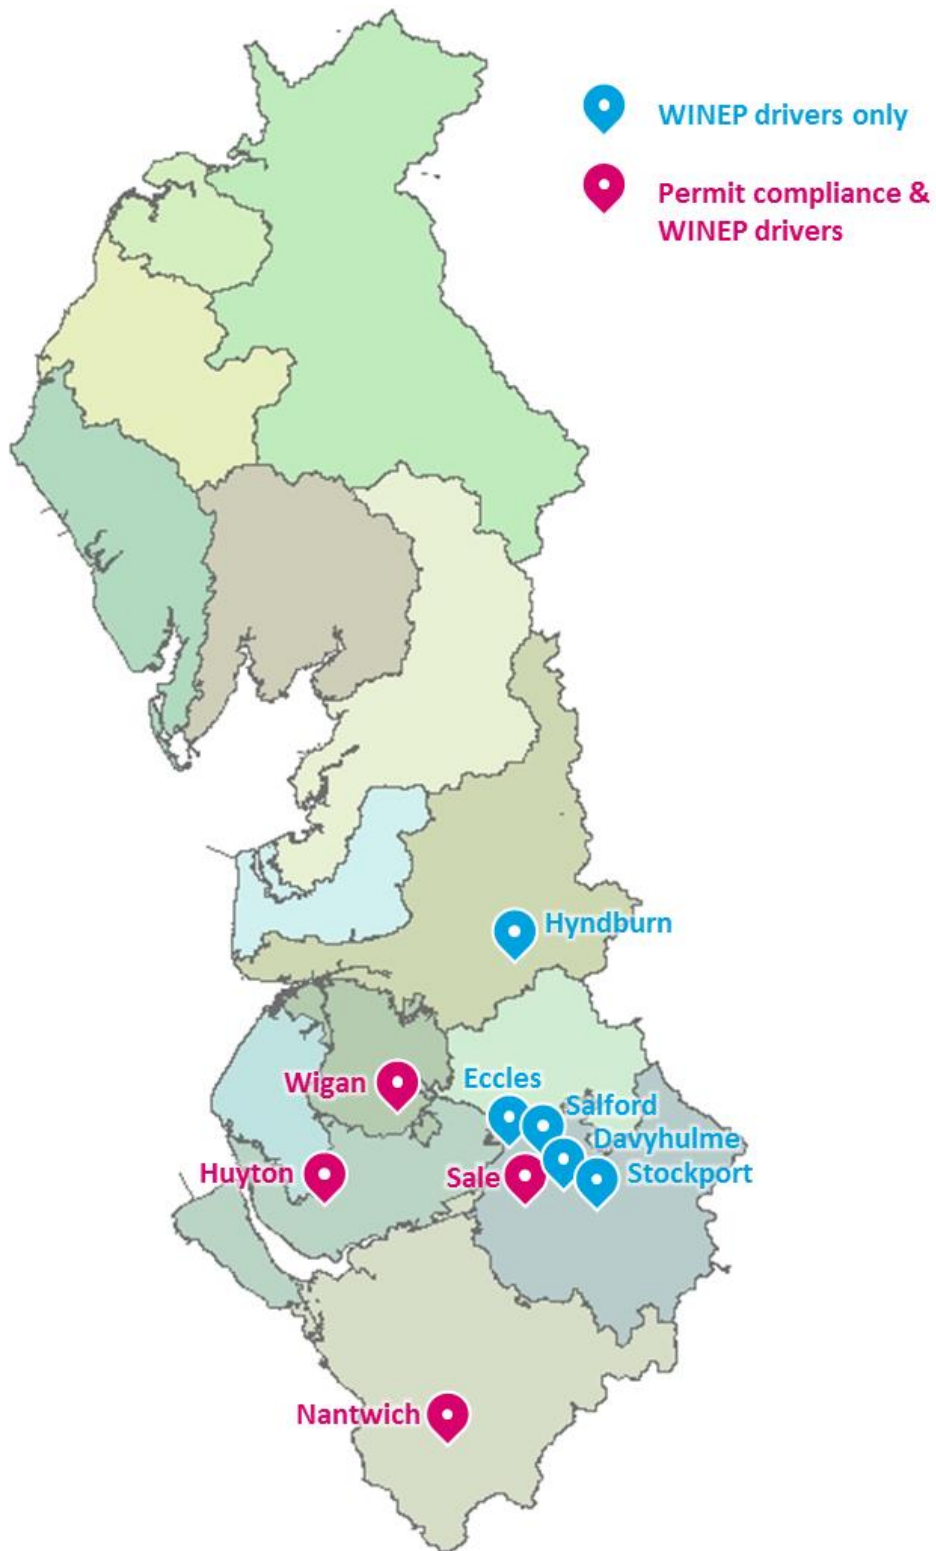 WINEP drivers only
Permit compliance &
WINEP drivers
Hyndburn
Eccles
Wigan
Salford
Davyhulme
Huyton
Sale
Stockport
Nantwich